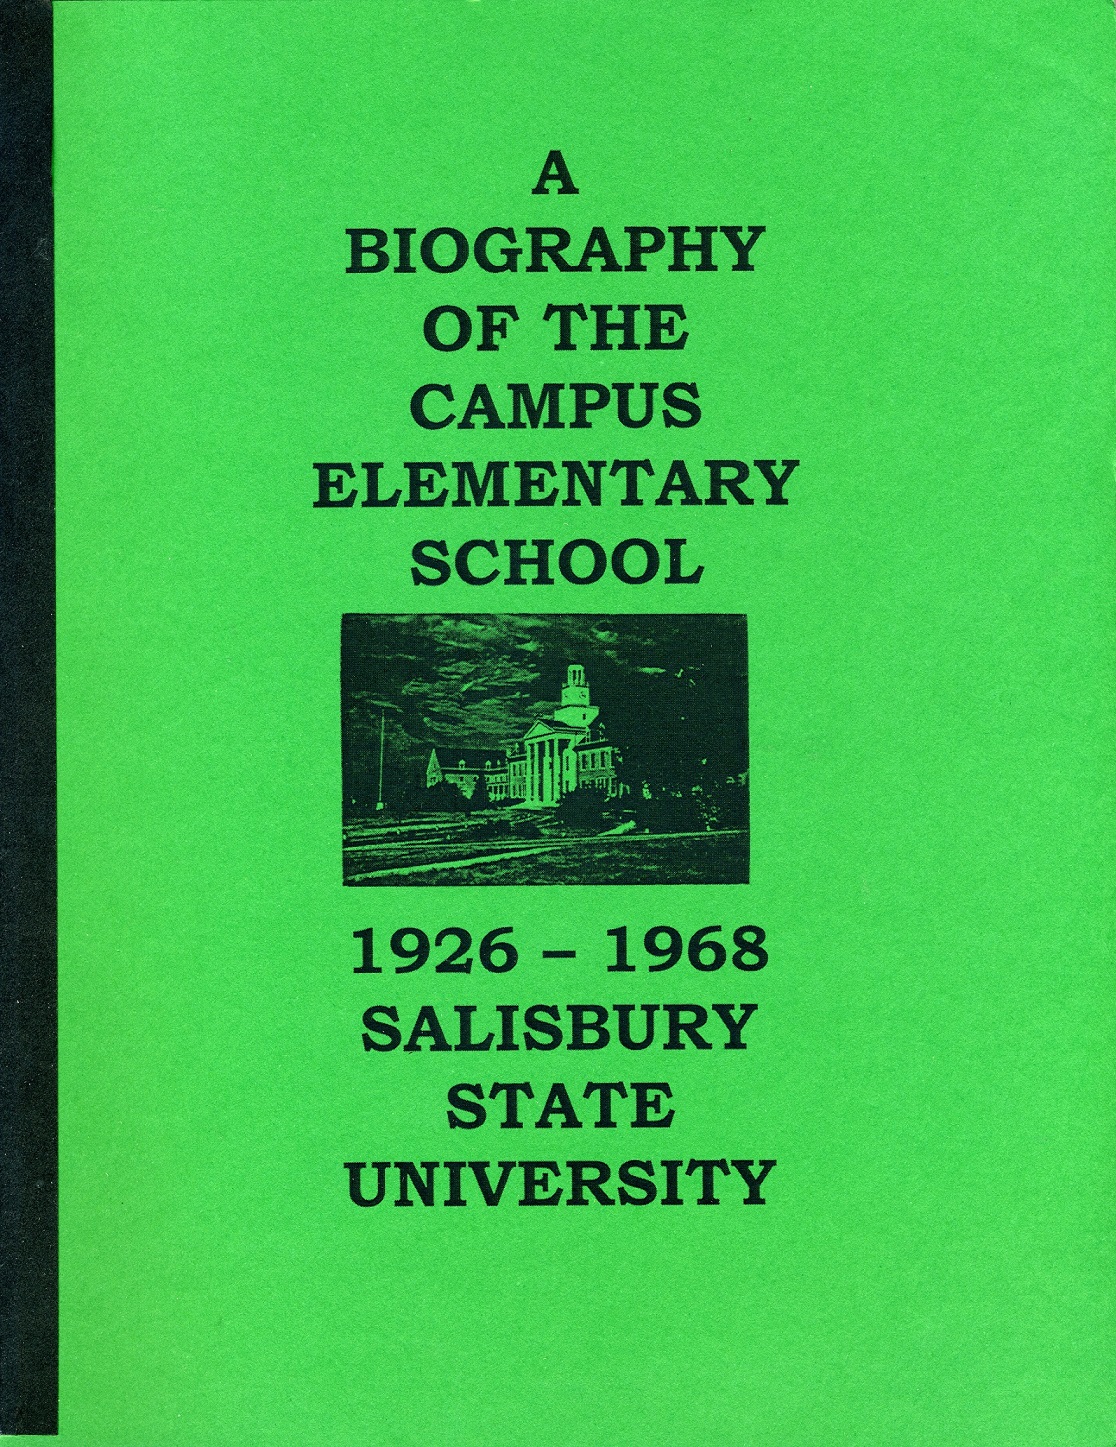 A
BIOGRAPHY
OF THE
CAMPUS
ELEMENTARY
SCHOOL
1926 – 1968
SALISBURY
STATE
UNIVERSITY